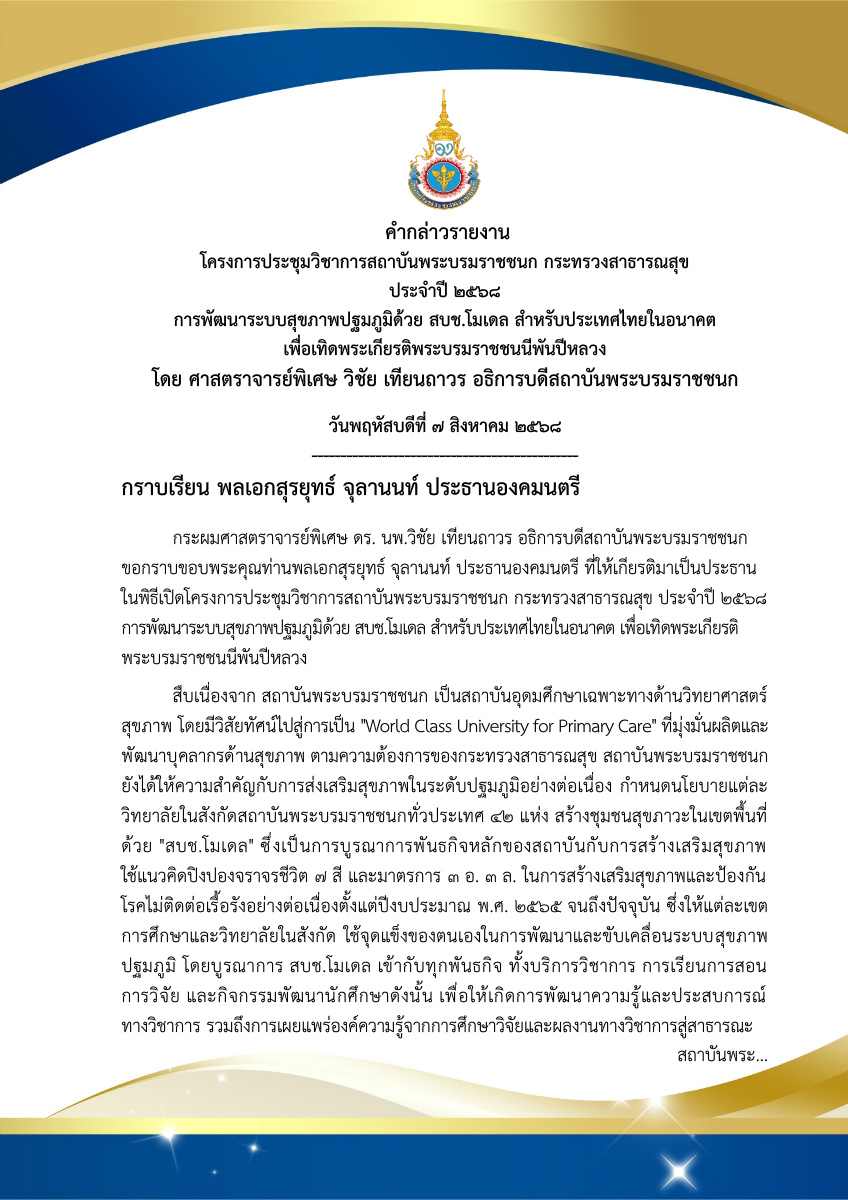 คำกล่าวรายงาน
โครงการประชุมวิชาการสถาบันพระบรมราชชนก กระทรวงสาธารณสุข
ประจำปี ๒๕๖๘
การพัฒนาระบบสุขภาพปฐมภูมิด้วย สบช.โมเดล สำหรับประเทศไทยในอนาคต
เพื่อเทิดพระเกียรติพระบรมราชชนนีพันปีหลวง
โดย ศาสตราจารย์พิเศษ วิชัย เทียนถาวร อธิการบดีสถาบันพระบรมราชชนก
วันพฤหัสบดีที่ ๗ สิงหาคม ๒๕๖๘
-----------------------------------------------
กราบเรียน พลเอกสุรยุทธ์ จุลานนท์ ประธานองคมนตรี
กระผมศาสตราจารย์พิเศษ ดร. นพ.วิชัย เทียนถาวร อธิการบดีสถาบันพระบรมราชชนก
ขอกราบขอบพระคุณท่านพลเอกสุรยุทธ์ จุลานนท์ ประธานองคมนตรี ที่ให้เกียรติมาเป็นประธาน
ในพิธีเปิดโครงการประชุมวิชาการสถาบันพระบรมราชชนก กระทรวงสาธารณสุข ประจำปี ๒๕๖๘
การพัฒนาระบบสุขภาพปฐมภูมิด้วย สบช.โมเดล สำหรับประเทศไทยในอนาคต เพื่อเทิดพระเกียรติ
พระบรมราชชนนีพันปีหลวง
สืบเนื่องจาก สถาบันพระบรมราชชนก เป็นสถาบันอุดมศึกษาเฉพาะทางด้านวิทยาศาสตร์
สุขภาพ โดยมีวิสัยทัศน์ไปสู่การเป็น "World Class University for Primary Care" ที่มุ่งมั่นผลิตและ
พัฒนาบุคลากรด้านสุขภาพ ตามความต้องการของกระทรวงสาธารณสุข สถาบันพระบรมราชชนก
ยังได้ให้ความสำคัญกับการส่งเสริมสุขภาพในระดับปฐมภูมิอย่างต่อเนื่อง กำหนดนโยบายแต่ละ
วิทยาลัยในสังกัดสถาบันพระบรมราชชนกทั่วประเทศ ๔๒ แห่ง สร้างชุมชนสุขภาวะในเขตพื้นที่
ด้วย "สบช.โมเดล" ซึ่งเป็นการบูรณาการพันธกิจหลักของสถาบันกับการสร้างเสริมสุขภาพ
ใช้แนวคิดปิงปองจราจรชีวิต ๗ สี และมาตรการ ๓ อ. ๓ ล. ในการสร้างเสริมสุขภาพและป้องกัน
โรคไม่ติดต่อเรื้อรังอย่างต่อเนื่องตั้งแต่ปีงบประมาณ พ.ศ. ๒๕๖๕ จนถึงปัจจุบัน ซึ่งให้แต่ละเขต
การศึกษาและวิทยาลัยในสังกัด ใช้จุดแข็งของตนเองในการพัฒนาและขับเคลื่อนระบบสุขภาพ
ปฐมภูมิ โดยบูรณาการ สบช.โมเดล เข้ากับทุกพันธกิจ ทั้งบริการวิชาการ การเรียนการสอน
การวิจัย และกิจกรรมพัฒนานักศึกษาดังนั้น เพื่อให้เกิดการพัฒนาความรู้และประสบการณ์
ทางวิชาการ รวมถึงการเผยแพร่องค์ความรู้จากการศึกษาวิจัยและผลงานทางวิชาการสู่สาธารณะ
สถาบันพระ...